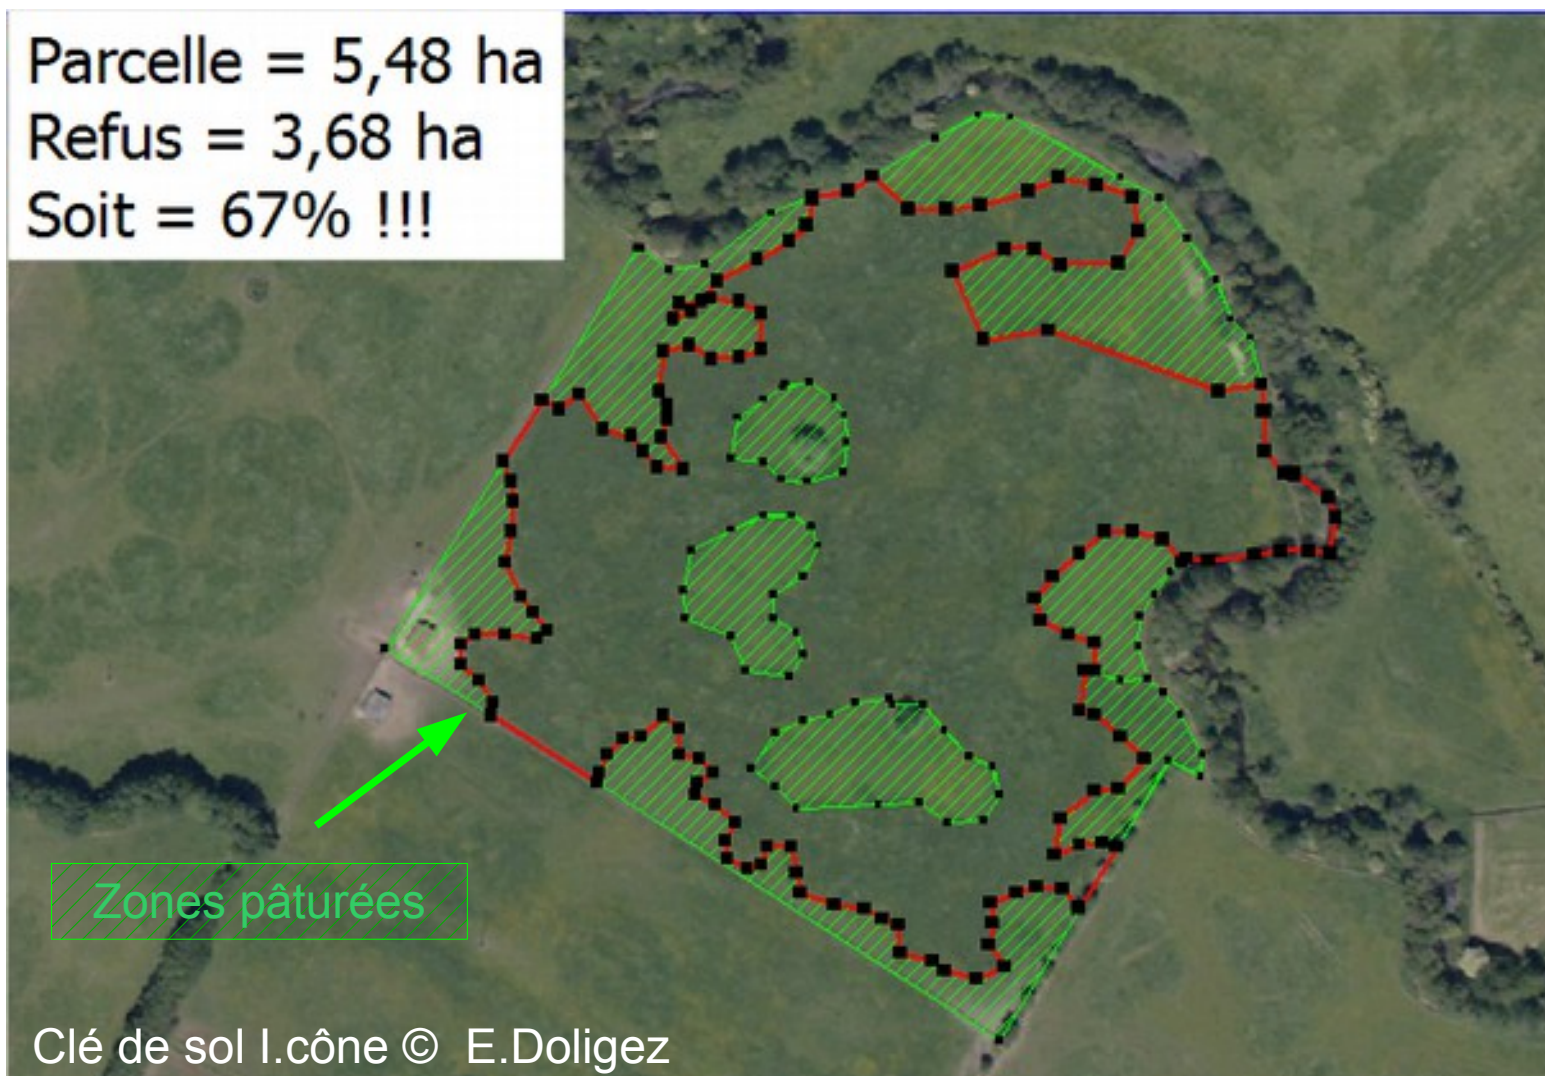 Parcelle = 5,48 ha
Refus = 3,68 ha
Soit = 67% !!!
Zones pâturées
Clé de sol I.cône © E.Doligez